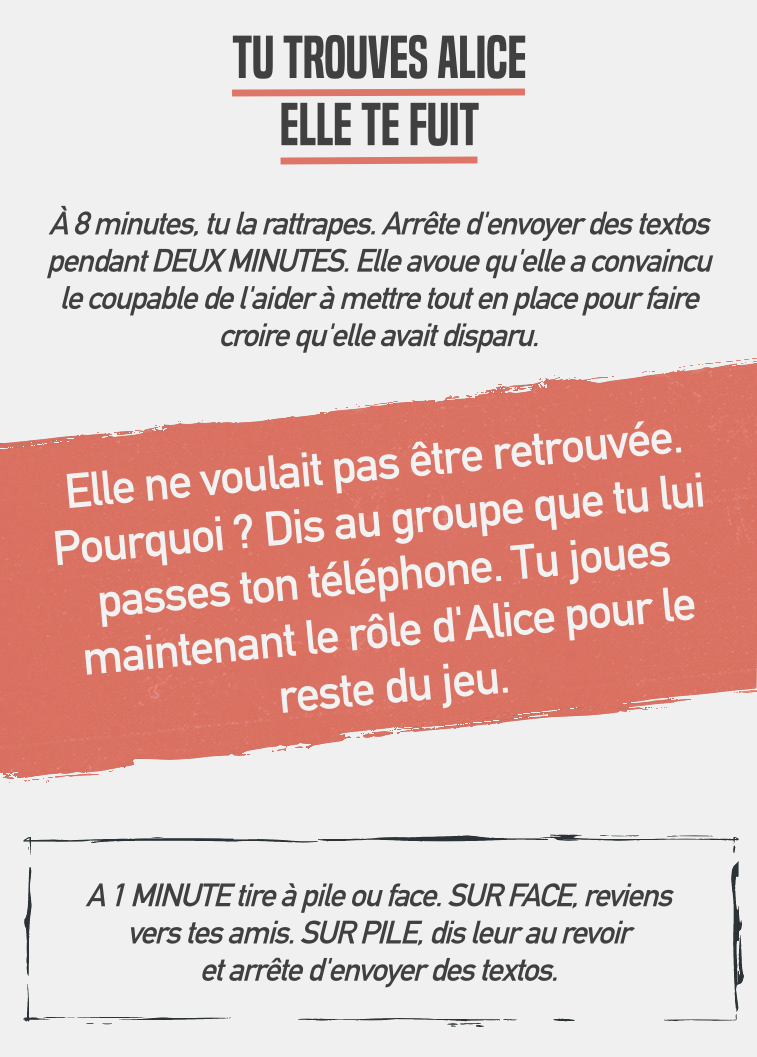 TU TROUVES ALICE
ELLE TE FUIT
À 8 minutes, tu la rattrapes. Arrête d'envoyer des textos
pendant DEUX MINUTES. Elle avoue qu'elle a convaincu
le coupable de l'aider à mettre tout en place pour faire
croire qu'elle avait disparu.
Elle ne voulait pas être retrouvée.
Pourquoi ? Dis au groupe que tu lui
passes ton téléphone. Tu joues
maintenant le rôle d'Alice pour le
reste du jeu.
A 1 MINUTE tire à pile ou face. SUR FACE, reviens
vers tes amis. SUR PILE, dis leur au revoir
et arrête d'envoyer des textos.